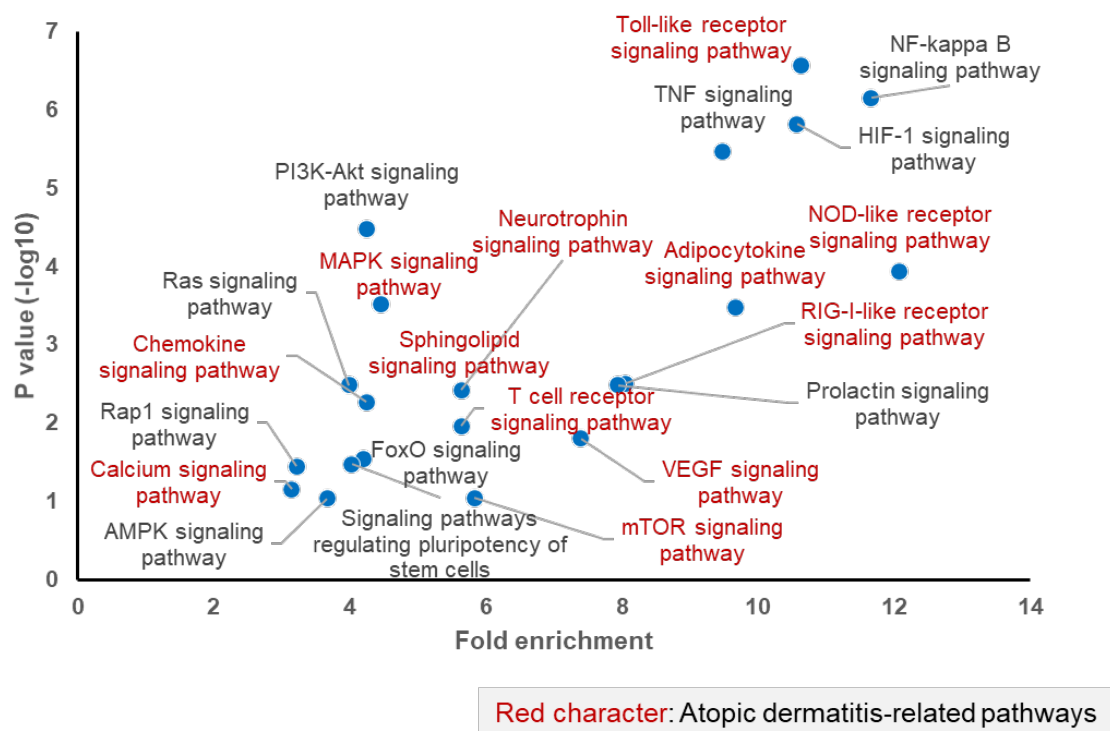 P value (-log10)
7
6
5
4
3
2
1
0
Toll-like receptor
signaling pathway
NF-kappa B
signaling pathway
TNF signaling
pathway
HIF-1 signaling
pathway
PI3K-Akt signaling
pathway
Neurotrophin
signaling pathway
NOD-like receptor
signaling pathway
MAPK signaling
pathway
Adipocytokine
signaling pathway
Ras signaling
pathway
RIG-I-like receptor
signaling pathway
Chemokine
signaling pathway
Sphingolipid
signaling pathway
Prolactin signaling
pathway
T cell receptor
signaling pathway
Rap1 signaling
pathway
FoxO signaling
pathway
VEGF signaling
pathway
Calcium signaling
pathway
AMPK signaling
pathway
Signaling pathways
regulating pluripotency of
stem cells
mTOR signaling
pathway
0 2 4 6 8 10 12 14
Fold enrichment
Red character: Atopic dermatitis-related pathways